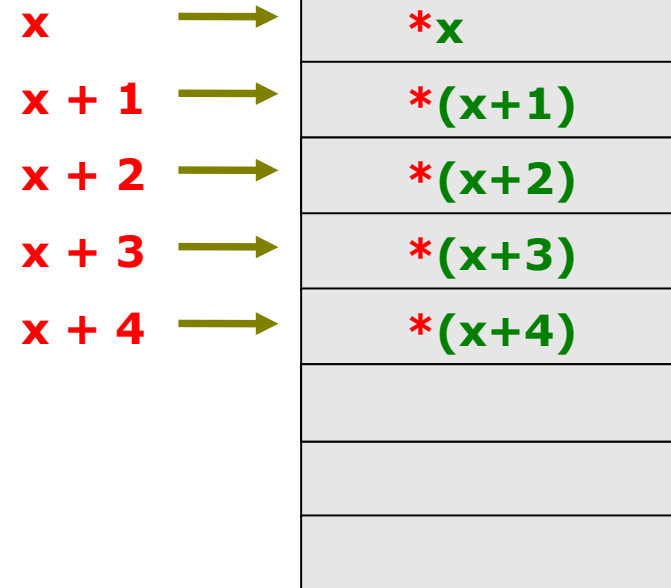 x *x
x + 1 *(x+1)
x + 2 *(x+2)
x + 3 *(x+3)
x + 4 *(x+4)